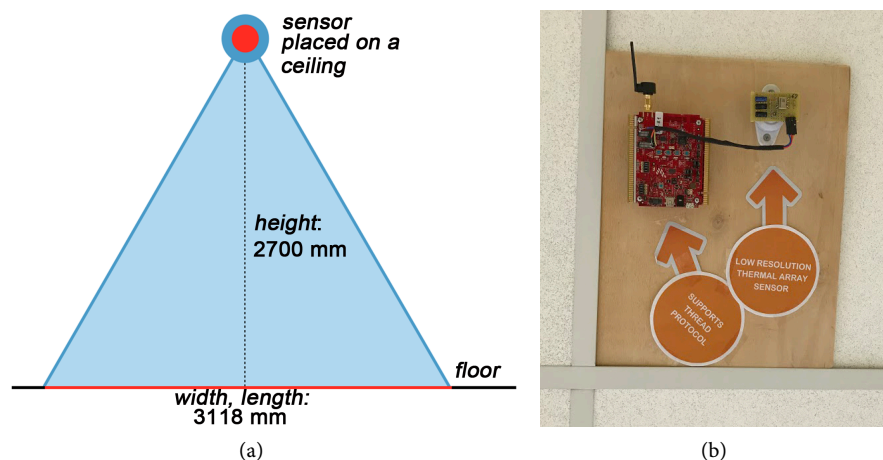 sensor
placed on a
ceiling
height:
2700 mm
floor
width, length:
3118 mm
(a)
LOW RESOLUTION
THERMAL ARRAY
SENSOR
SUPPORTS
THREAD
PROTOCOL
(b)